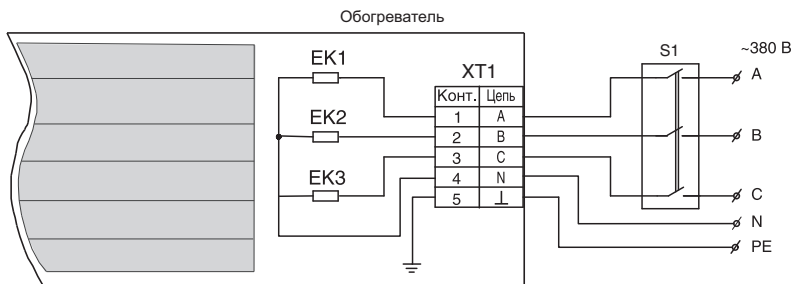 Обогреватель
EK1
EK2
EK3
XT1
Конт. Цепь
1 A
2 B
3 C
4 N
5 ⊥
S1
~380 В
A
B
C
N
PE